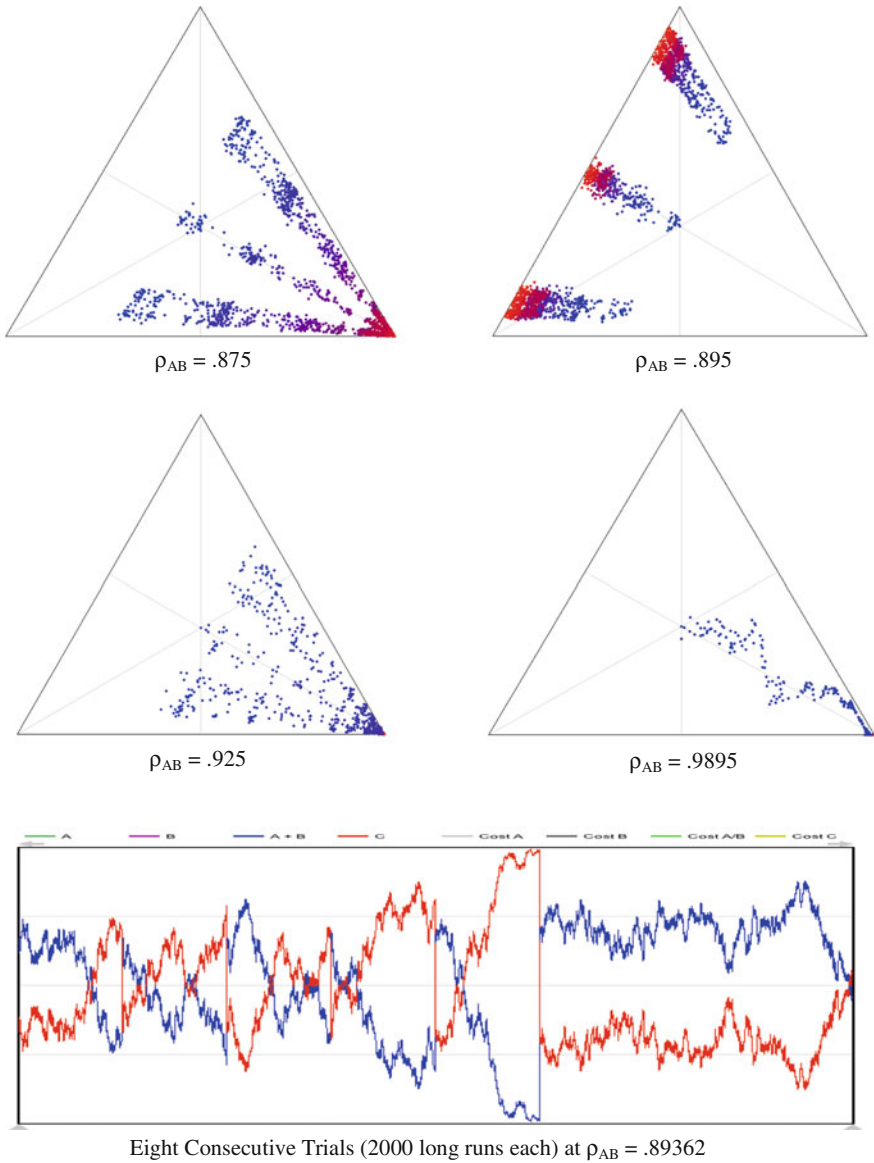 ρAB = .875
ρAB = .895
ρAB = .925
ρAB = .9895
A B A + B C Cost A Cost B Cost A/B Cost C
Eight Consecutive Trials (2000 long runs each) at ρAB = .89362